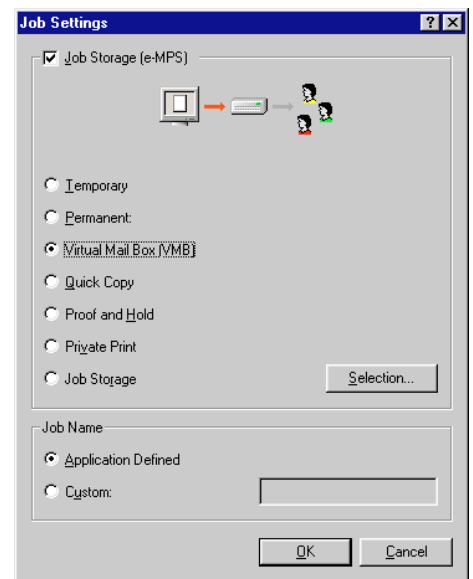 Job Settings
Job Storage (e-MPS)
Temporary
Permanent:
Virtual Mail Box (VMB)
Quick Copy
Proof and Hold
Private Print
Job Storage
Selection...
Job Name
Application Defined
Custom:
OK
Cancel